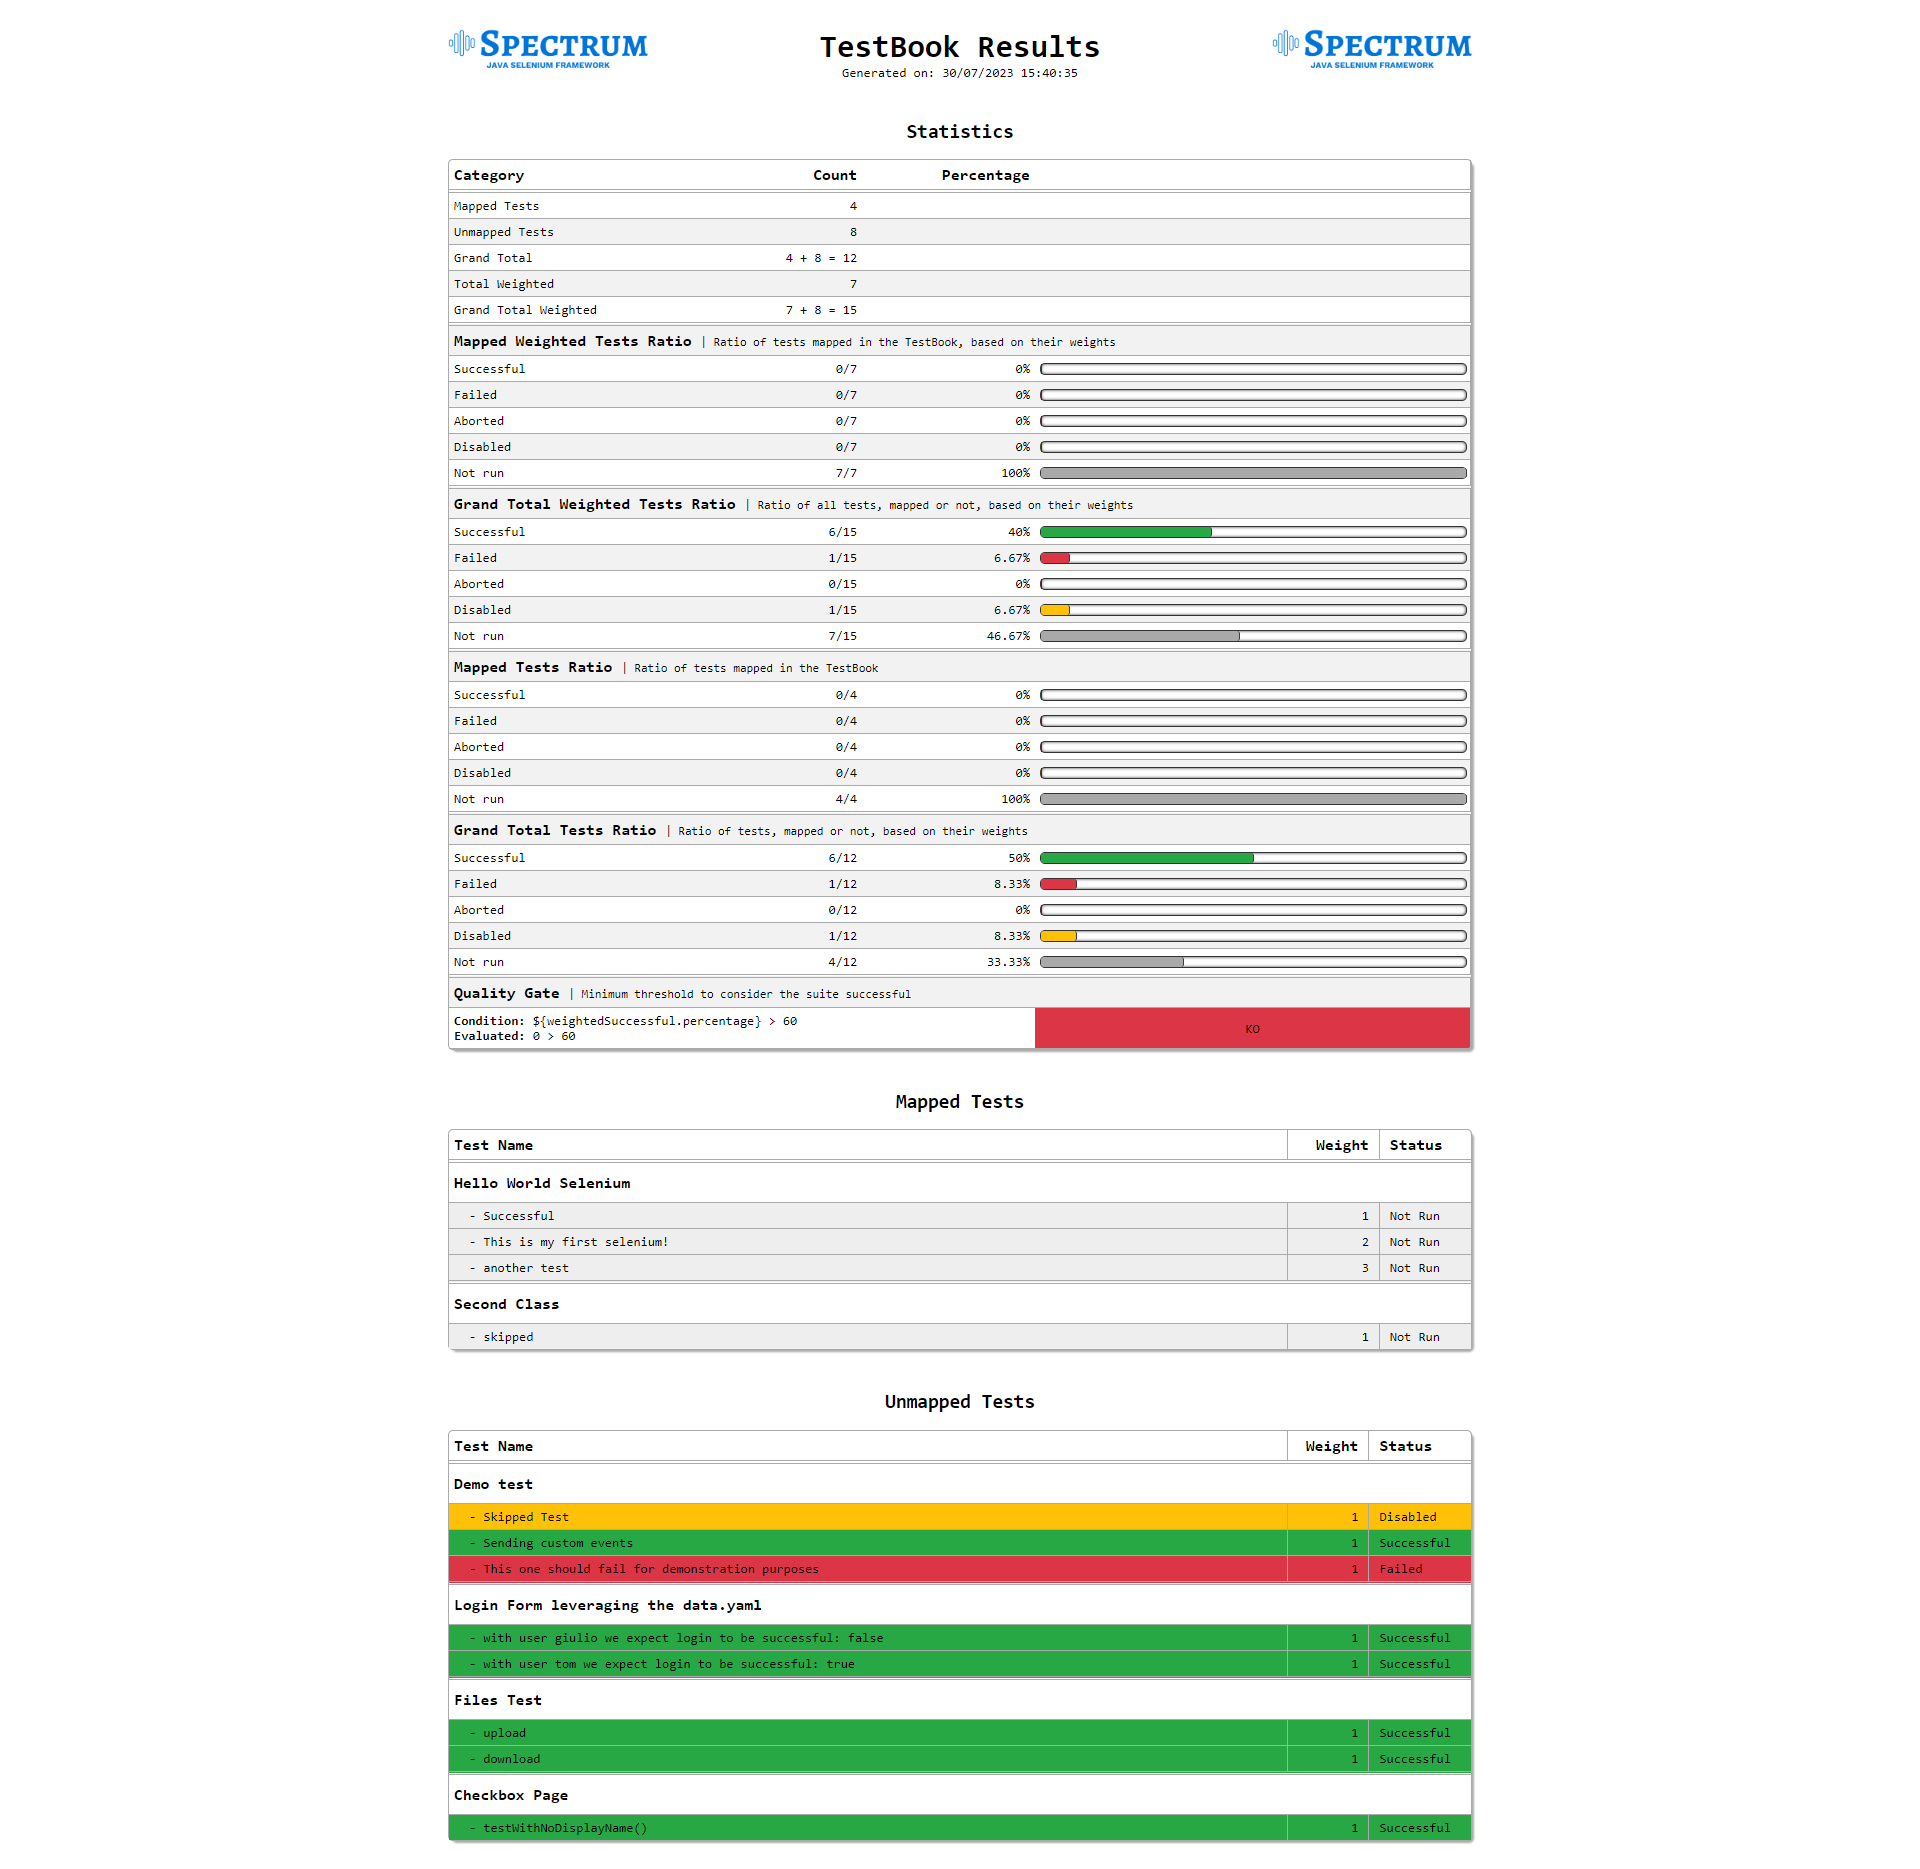 SPECTRUM
JAVA SELENIUM FRAMEWORK
TestBook Results
Generated on: 30/07/2023 15:40:35
SPECTRUM
JAVA SELENIUM FRAMEWORK
Statistics
Category Count Percentage
Mapped Tests 4
Unmapped Tests 8
Grand Total 4 + 8 = 12
Total Weighted 7
Grand Total Weighted 7 + 8 = 15
Mapped Weighted Tests Ratio | Ratio of tests mapped in the TestBook, based on their weights
Successful 0/7 0%
Failed 0/7 0%
Aborted 0/7 0%
Disabled 0/7 0%
Not run 7/7 100%
Grand Total Weighted Tests Ratio | Ratio of all tests, mapped or not, based on their weights
Successful 6/15 40%
Failed 1/15 6.67%
Aborted 0/15 0%
Disabled 1/15 6.67%
Not run 7/15 46.67%
Mapped Tests Ratio | Ratio of tests mapped in the TestBook
Successful 0/4 0%
Failed 0/4 0%
Aborted 0/4 0%
Disabled 0/4 0%
Not run 4/4 100%
Grand Total Tests Ratio | Ratio of tests, mapped or not, based on their weights
Successful 6/12 50%
Failed 1/12 8.33%
Aborted 0/12 0%
Disabled 1/12 8.33%
Not run 4/12 33.33%
Quality Gate | Minimum threshold to consider the suite successful
Condition: ${weightedSuccessful.percentage} > 60
Evaluated: 0 > 60
KO
Mapped Tests
Test Name Weight Status
Hello World Selenium
- Successful 1 Not Run
- This is my first selenium! 2 Not Run
- another test 3 Not Run
Second Class
- skipped 1 Not Run
Unmapped Tests
Test Name Weight Status
Demo test
- Skipped Test 1 Disabled
- Sending custom events 1 Successful
- This one should fail for demonstration purposes 1 Failed
Login Form leveraging the data.yaml
- with user giulio we expect login to be successful: false 1 Successful
- with user tom we expect login to be successful: true 1 Successful
Files Test
- upload 1 Successful
- download 1 Successful
Checkbox Page
- testWithNoDisplayName() 1 Successful